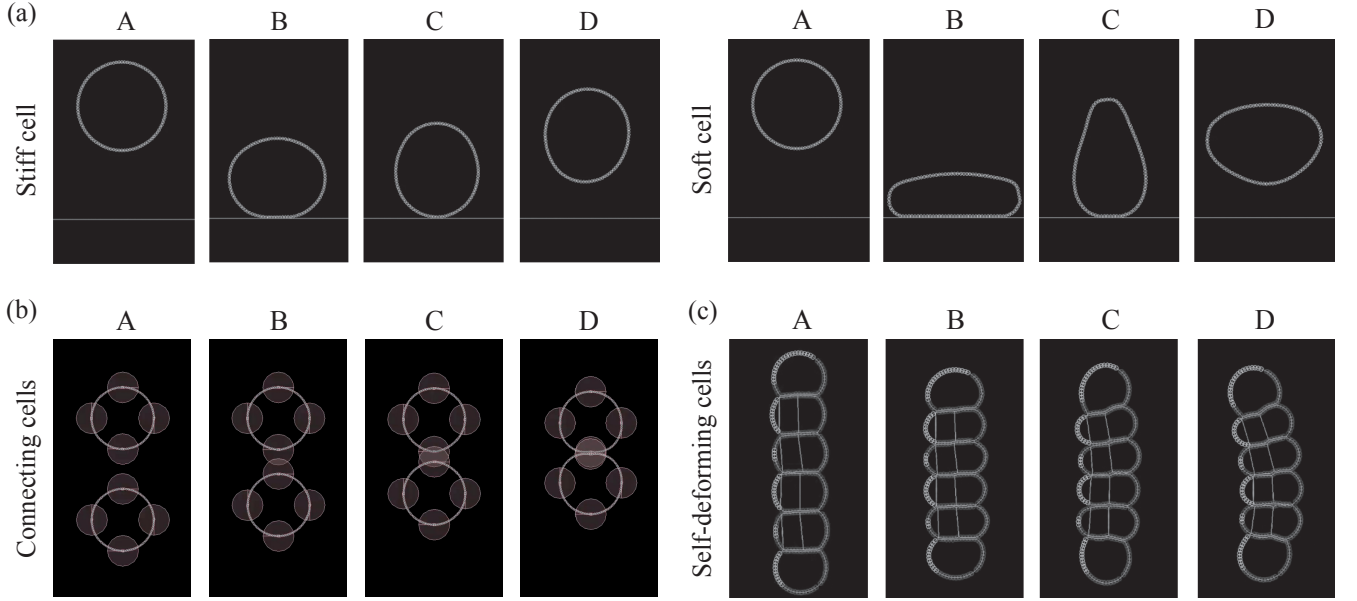 (a)
A B C D
Stiff cell
A B C D
Soft cell
(b)
A B C D
Connecting cells
(c)
A B C D
Self-deforming cells